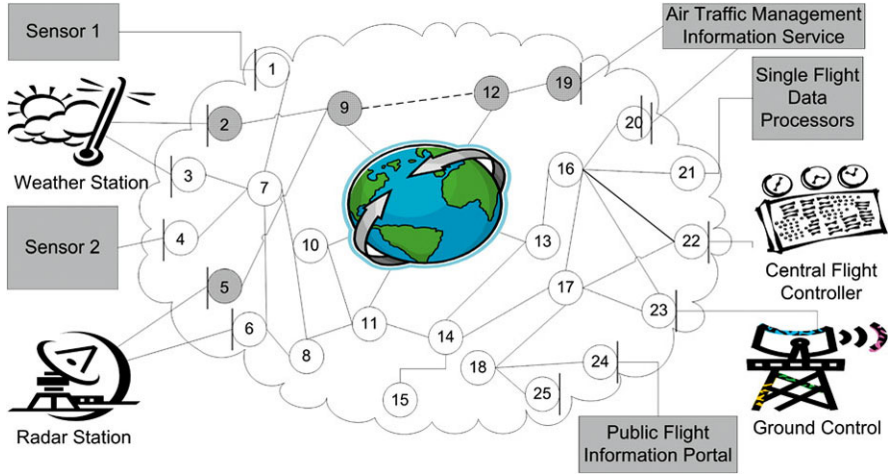 Sensor 1
Air Traffic Management
Information Service
1
19
12
9
2
20
Single Flight
Data
Processors
Weather Station
3
7
16
21
Sensor 2
4
10
13
22
Central Flight
Controller
5
17
23
6
11
14
8
18
24
15
25
Radar Station
Public Flight
Information Portal
Ground Control